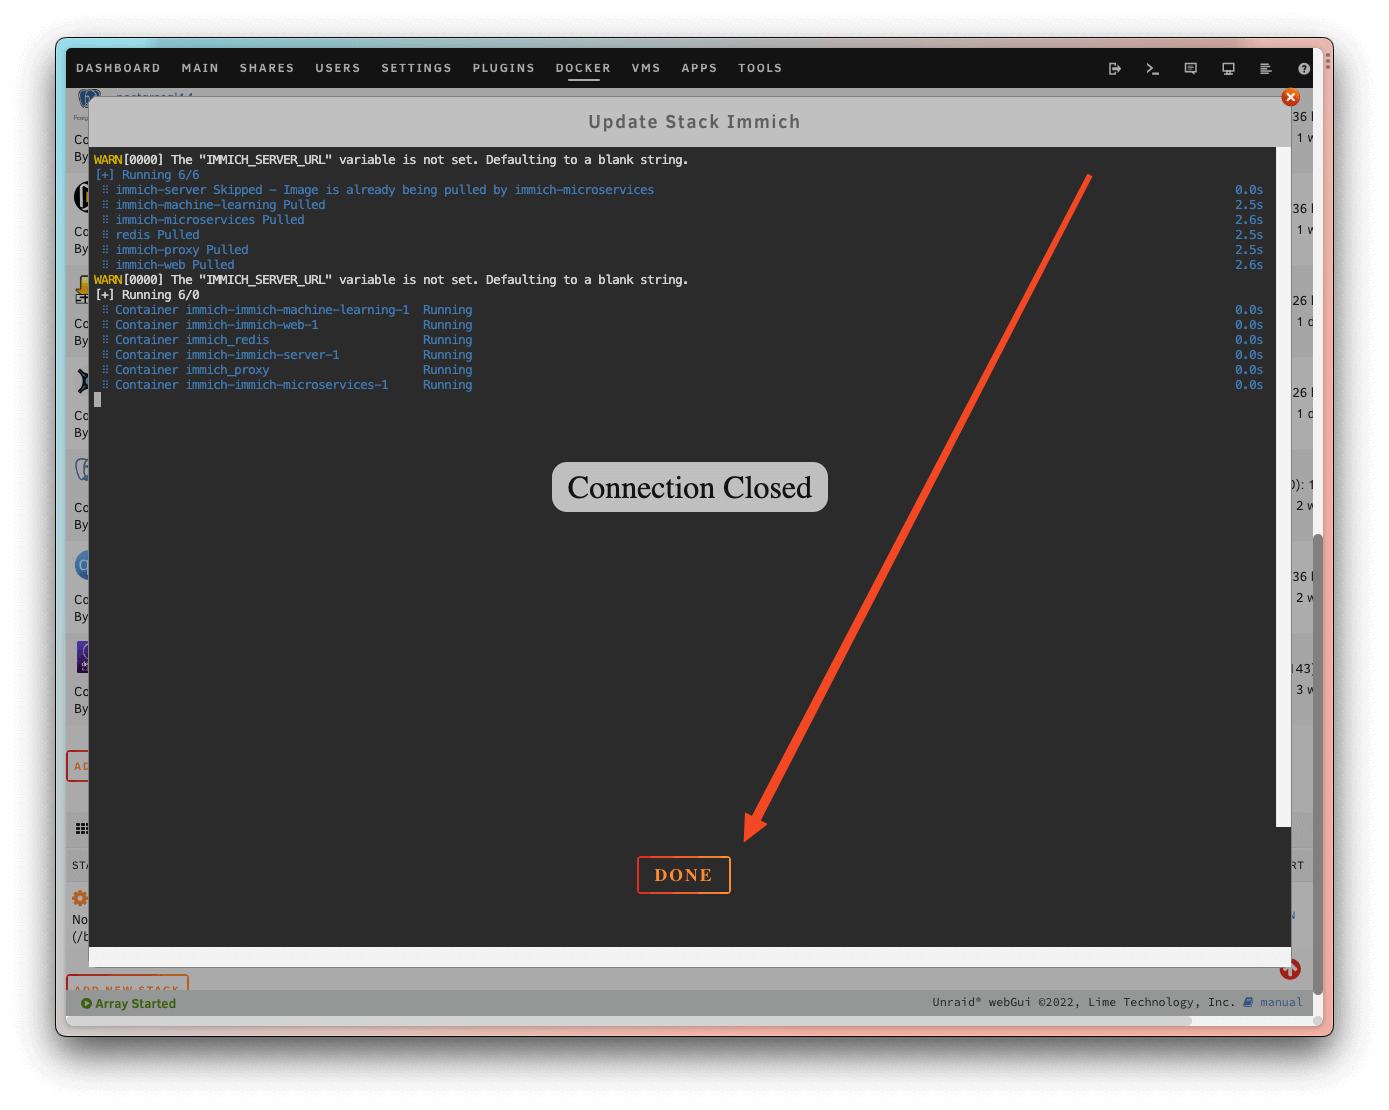 DASHBOARD MAIN SHARES USERS SETTINGS PLUGINS DOCKER VMS APPS TOOLS
Update Stack Immich
WARN[0000] The "IMMICH_SERVER_URL" variable is not set. Defaulting to a blank string.
[+] Running 6/6
immich-server Skipped - Image is already being pulled by immich-microservices 0.0s
immich-machine-learning Pulled 2.5s
immich-microservices Pulled 2.6s
redis Pulled 2.5s
immich-proxy Pulled 2.5s
immich-web Pulled 2.6s
WARN[0000] The "IMMICH_SERVER_URL" variable is not set. Defaulting to a blank string.
[+] Running 6/0
Container immich-immich-machine-learning-1 Running 0.0s
Container immich-immich-web-1 Running 0.0s
Container immich_redis Running 0.0s
Container immich-immich-server-1 Running 0.0s
Container immich_proxy Running 0.0s
Container immich-immich-microservices-1 Running 0.0s
Connection Closed
DONE
ADD NEW STACK
Array Started
Unraid® webGui ©2022, Lime Technology, Inc. manual